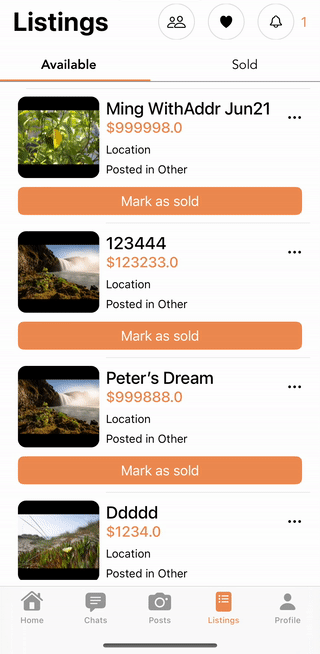 Listings
1
Available
Sold
Ming WithAddr Jun21
$999998.0
Location
Posted in Other
Mark as sold
123444
$123233.0
Location
Posted in Other
Mark as sold
Peter’s Dream
$999888.0
Location
Posted in Other
Mark as sold
Ddddd
$1234.0
Location
Posted in Other
Home
Chats
Posts
Listings
Profile